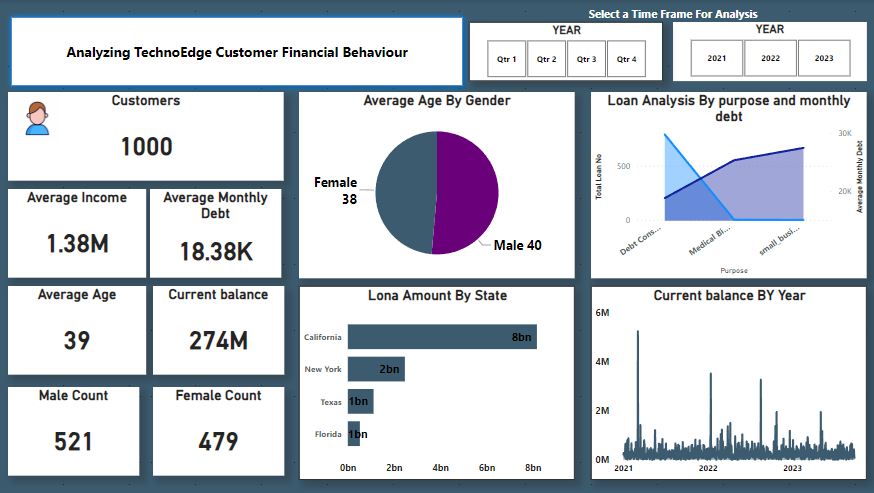 Select a Time Frame For Analysis
Analyzing TechnoEdge Customer Financial Behaviour
YEAR
Qtr 1 Qtr 2 Qtr 3 Qtr 4
YEAR
2021 2022 2023
Customers
1000
Average Income
1.38M
Average Monthly
Debt
18.38K
Average Age
39
Current balance
274M
Male Count
521
Female Count
479
Average Age By Gender
Female
38
Male 40
Loan Analysis By purpose and monthly
debt
Total Loan No
500
0
30K
20K
Average Monthly Debt
Debt Cons...
Medical Bi...
small_busi...
Purpose
Lona Amount By State
California 8bn
New York 2bn
Texas 1bn
Florida 1bn
0bn 2bn 4bn 6bn 8bn
Current balance BY Year
6M
4M
2M
0M
2021 2022 2023